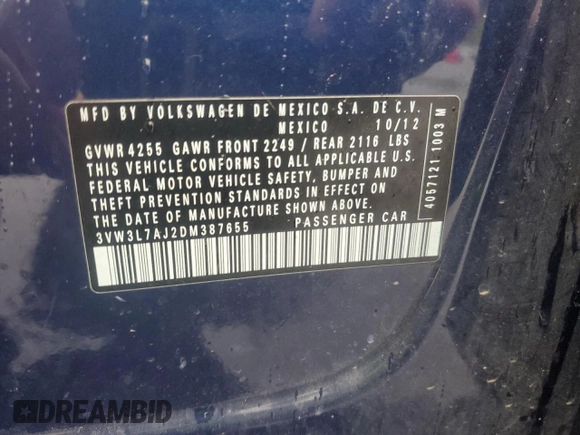 MFD BY VOLKSWAGEN DE MEXICO S.A. DE C.V.
MEXICO 10/12
GVWR 4255 GAWR FRONT 2249 / REAR 2116 LBS
THIS VEHICLE CONFORMS TO ALL APPLICABLE U.S.
FEDERAL MOTOR VEHICLE SAFETY, BUMPER AND
THEFT PREVENTION STANDARDS IN EFFECT ON
THE DATE OF MANUFACTURE SHOWN ABOVE.
3VW3L7AJ2DM387655 PASSENGER CAR
4057121 1003 M
DREAMBID